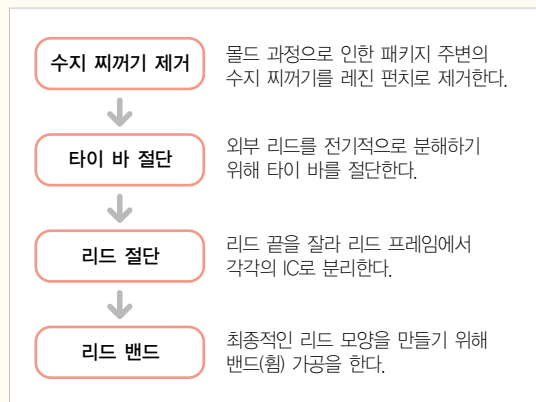 수지 찌꺼기 제거
몰드 과정으로 인한 패키지 주변의
수지 찌꺼기를 레진 펀치로 제거한다.
타이 바 절단
외부 리드를 전기적으로 분해하기
위해 타이 바를 절단한다.
리드 절단
리드 끝을 잘라 리드 프레임에서
각각의 IC로 분리한다.
리드 밴드
최종적인 리드 모양을 만들기 위해
밴드(휨) 가공을 한다.